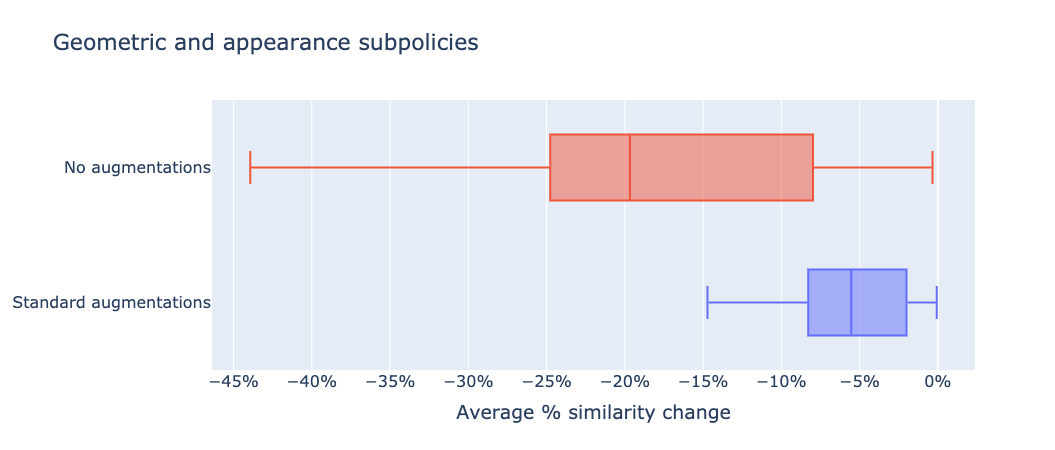 Geometric and appearance subpolicies
No augmentations
Standard augmentations
−45% −40% −35% −30% −25% −20% −15% −10% −5% 0%
Average % similarity change